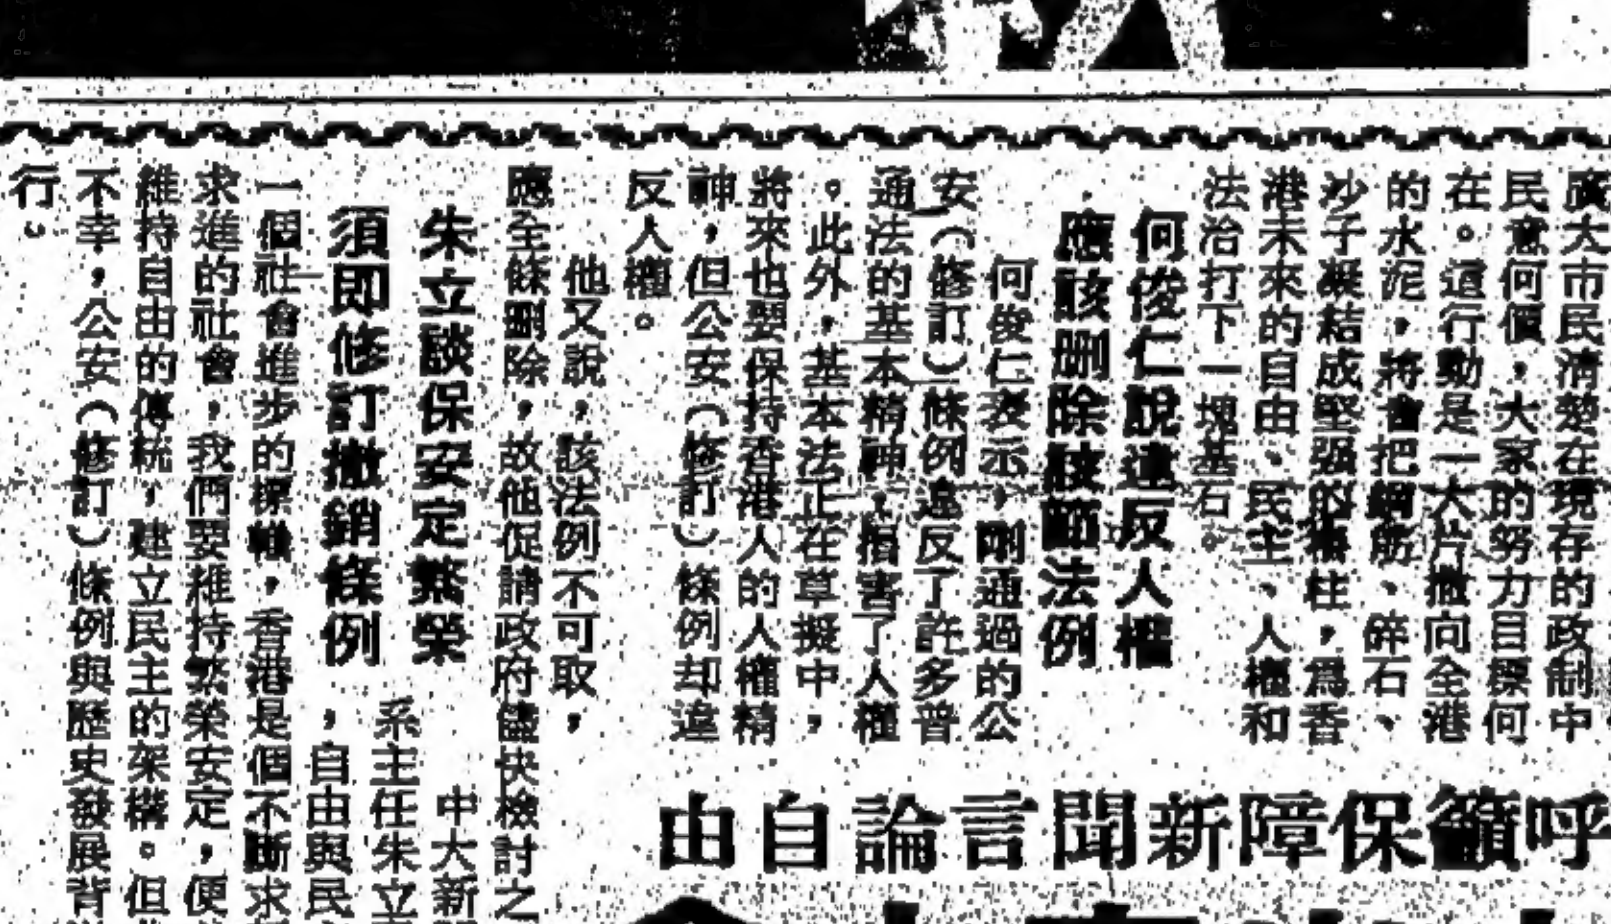 廣大市民清楚在現存的政制中
民意何價,大家的努力目標何
在。這行動是一大片撒向全港
的水泥,將會把鋼筋、碎石、
沙子凝結成堅强的樑柱,爲香
港未來的自由、民主、人權和
法治打下一塊基石。
何俊仁說違反人權
應該删除該節法例
何俊仁表示,剛通過的公
安(修訂)條例違反了許多普
通法的基本精神,損害了人權
。此外,基本法正在草擬中,
將來也要保持香港人的人權精
神,但公安(修訂)條例却違
反人權。
他又說,該法例不可取,
應全條删除,故他促請政府儘快檢討之
朱立談保安定繁榮
須即修訂撤銷條例
中大新
系主任朱立
,自由與民
一個社會進步的標幟,香港是個不斷求
求進的社會,我們要維持繁榮安定,便
維持自由的傳統,建立民主的架構。但
不幸,公安(修訂)條例與歷史發展背
行。
呼籲保障新聞言論自由